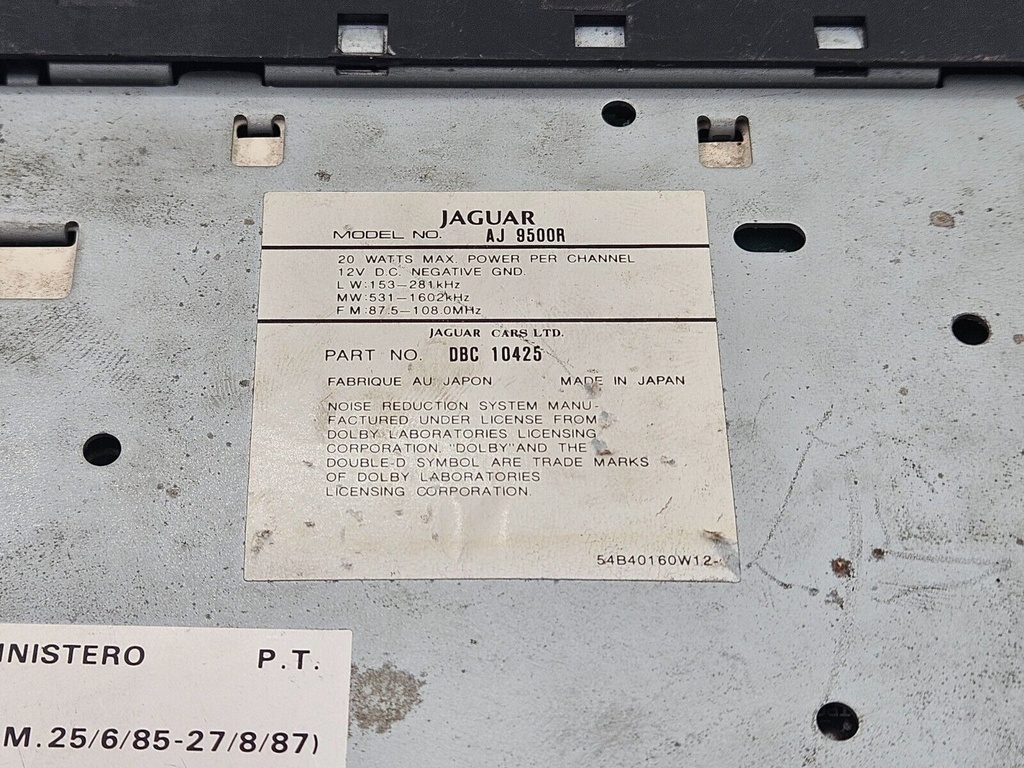 JAGUAR
MODEL NO. AJ 9500R
20 WATTS MAX. POWER PER CHANNEL
12V D.C. NEGATIVE GND.
LW:153-281kHz
MW:531-1602kHz
FM:87.5-108.0MHz
JAGUAR CARS LTD.
PART NO. DBC 10425
FABRIQUE AU JAPON MADE IN JAPAN
NOISE REDUCTION SYSTEM MANU-
FACTURED UNDER LICENSE FROM
DOLBY LABORATORIES LICENSING
CORPORATION. "DOLBY" AND THE
DOUBLE-D SYMBOL ARE TRADE MARKS
OF DOLBY LABORATORIES
LICENSING CORPORATION.
54B40160W12-
INISTERO P.T.
M. 25/6/85-27/8/87)